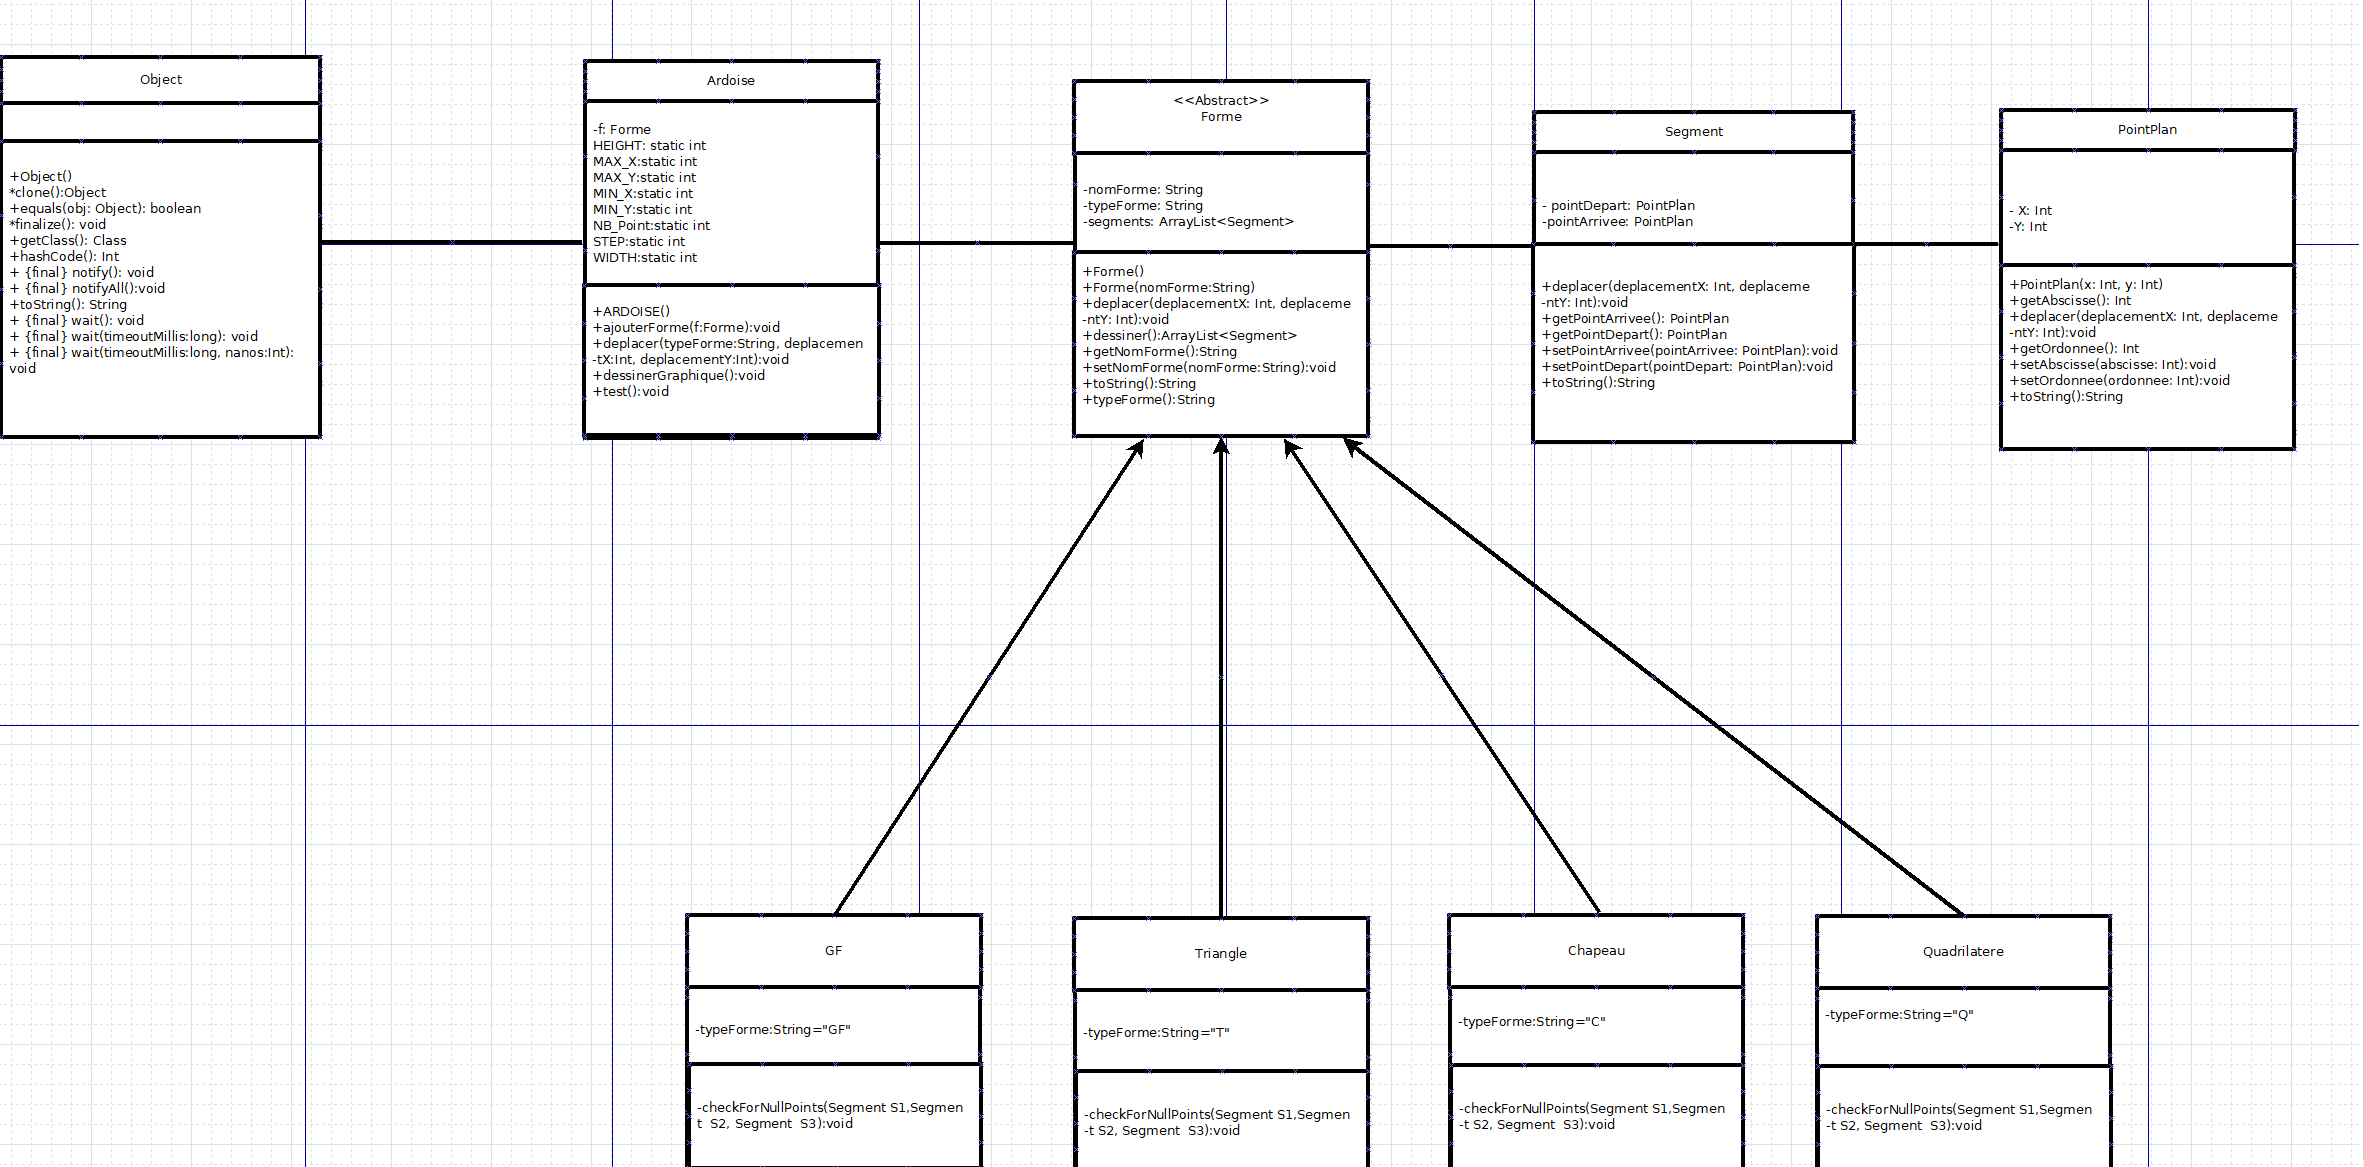 Object
+Object()
*clone():Object
+equals(obj: Object): boolean
*finalize(): void
+getClass(): Class
+hashCode(): Int
+ {final} notify(): void
+ {final} notifyAll():void
+toString(): String
+ {final} wait(): void
+ {final} wait(timeoutMillis:long): void
+ {final} wait(timeoutMillis:long, nanos:Int):
void
Ardoise
-f: Forme
HEIGHT: static int
MAX_X:static int
MAX_Y:static int
MIN_X:static int
MIN_Y:static int
NB_Point:static int
STEP:static int
WIDTH:static int
+ARDOISE()
+ajouterForme(f:Forme):void
+deplacer(typeForme:String, deplacemen
-tX:Int, deplacementY:Int):void
+dessinerGraphique():void
+test():void
<<Abstract>>
Forme
-nomForme: String
-typeForme: String
-segments: ArrayList<Segment>
+Forme()
+Forme(nomForme:String)
+deplacer(deplacementX: Int, deplaceme
-ntY: Int):void
+dessiner():ArrayList<Segment>
+getNomForme():String
+setNomForme(nomForme:String):void
+toString():String
+typeForme():String
Segment
- pointDepart: PointPlan
-pointArrivee: PointPlan
+deplacer(deplacementX: Int, deplaceme
-ntY: Int):void
+getPointArrivee(): PointPlan
+getPointDepart(): PointPlan
+setPointArrivee(pointArrivee: PointPlan):void
+setPointDepart(pointDepart: PointPlan):void
+toString():String
PointPlan
- X: Int
-Y: Int
+PointPlan(x: Int, y: Int)
+getAbscisse(): Int
+deplacer(deplacementX: Int, deplaceme
-ntY: Int):void
+getOrdonnee(): Int
+setAbscisse(abscisse: Int):void
+setOrdonnee(ordonnee: Int):void
+toString():String
GF
-typeForme:String="GF"
-checkForNullPoints(Segment S1,Segmen
t  S2, Segment  S3):void
Triangle
-typeForme:String="T"
-checkForNullPoints(Segment S1,Segmen
-t S2, Segment  S3):void
Chapeau
-typeForme:String="C"
-checkForNullPoints(Segment S1,Segmen
-t S2, Segment  S3):void
Quadrilatere
-typeForme:String="Q"
-checkForNullPoints(Segment S1,Segmen
-t S2, Segment  S3):void